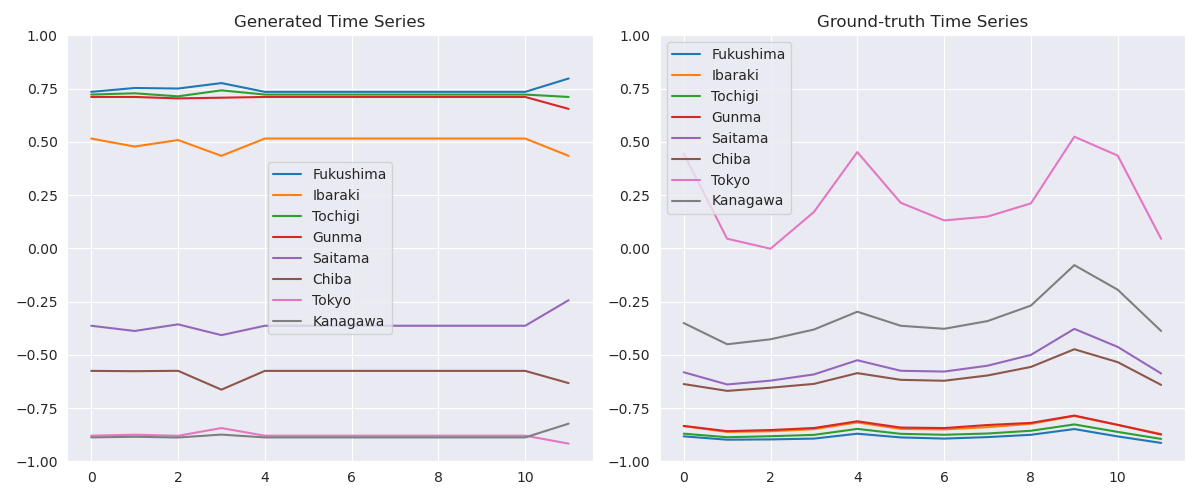 Generated Time Series
1.00
0.75
0.50
0.25
0.00
−0.25
−0.50
−0.75
−1.00
0 2 4 6 8 10
Fukushima
Ibaraki
Tochigi
Gunma
Saitama
Chiba
Tokyo
Kanagawa
Ground-truth Time Series
1.00
0.75
0.50
0.25
0.00
−0.25
−0.50
−0.75
−1.00
0 2 4 6 8 10
Fukushima
Ibaraki
Tochigi
Gunma
Saitama
Chiba
Tokyo
Kanagawa